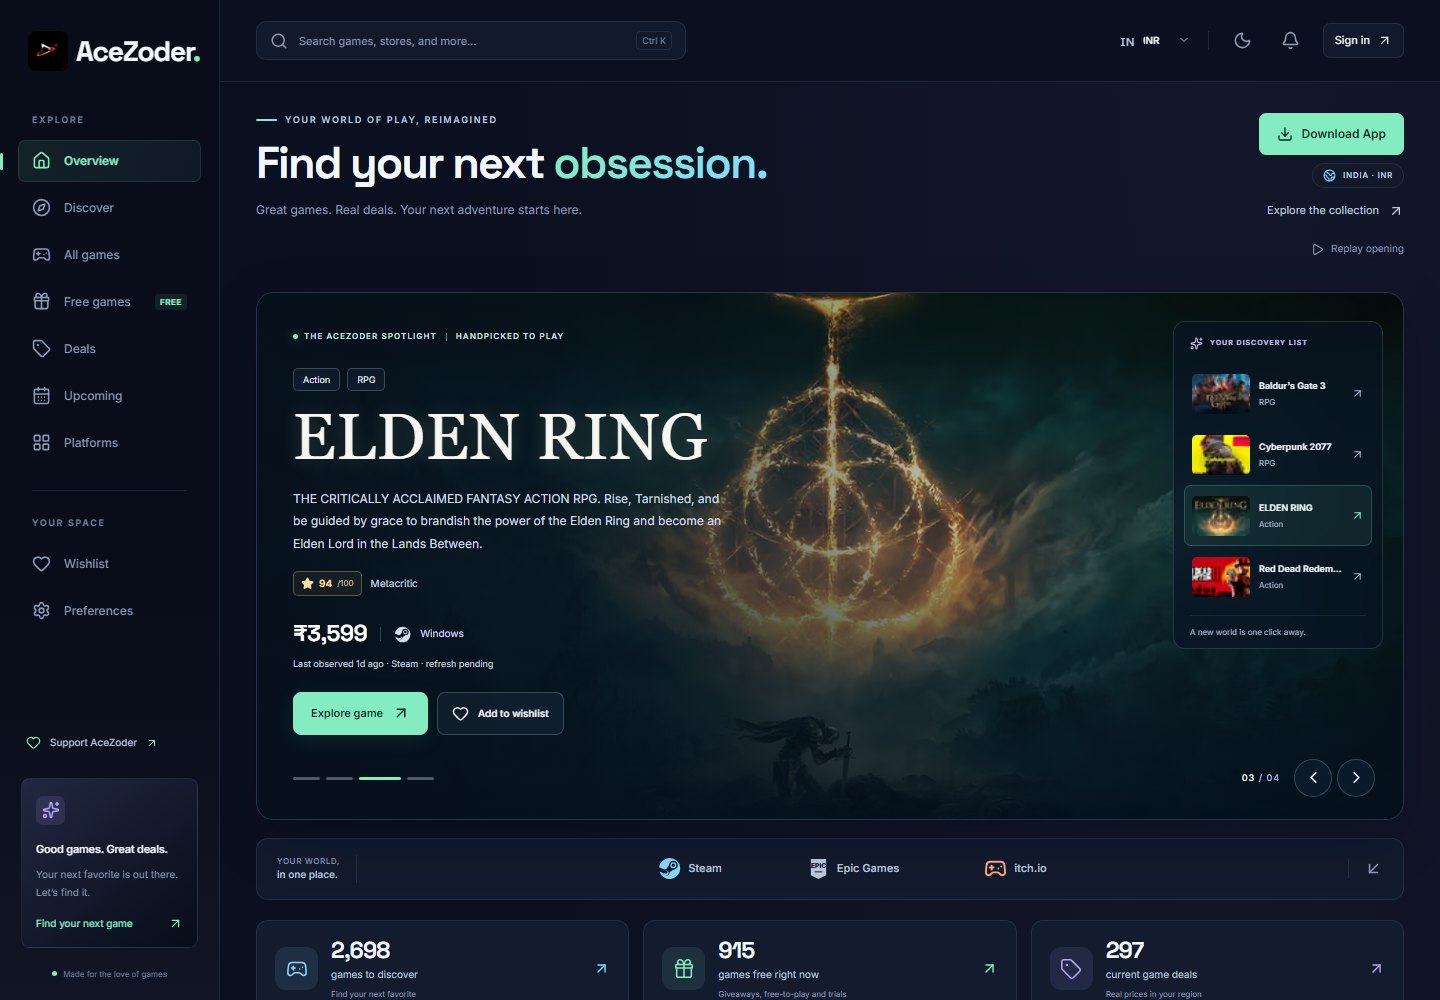 AceZoder.
EXPLORE
Overview
Discover
All games
Free games FREE
Deals
Upcoming
Platforms
YOUR SPACE
Wishlist
Preferences
Support AceZoder
Good games. Great deals.
Your next favorite is out there.
Let's find it.
Find your next game
Made for the love of games
Search games, stores, and more...
Ctrl K
IN INR
Sign in
YOUR WORLD OF PLAY, REIMAGINED
Find your next obsession.
Great games. Real deals. Your next adventure starts here.
Download App
INDIA · INR
Explore the collection
Replay opening
THE ACEZODER SPOTLIGHT | HANDPICKED TO PLAY
Action RPG
ELDEN RING
THE CRITICALLY ACCLAIMED FANTASY ACTION RPG. Rise, Tarnished, and
be guided by grace to brandish the power of the Elden Ring and become an
Elden Lord in the Lands Between.
94 /100 Metacritic
₹3,599 Windows
Last observed 1d ago · Steam · refresh pending
Explore game
Add to wishlist
YOUR DISCOVERY LIST
Baldur's Gate 3
RPG
Cyberpunk 2077
RPG
ELDEN RING
ELDEN RING
Action
Red Dead Redem...
Action
A new world is one click away.
03 / 04
YOUR WORLD,
in one place.
Steam
EPIC
Epic Games
itch.io
2,698
games to discover
Find your next favorite
915
games free right now
Giveaways, free-to-play and trials
297
current game deals
Real prices in your region